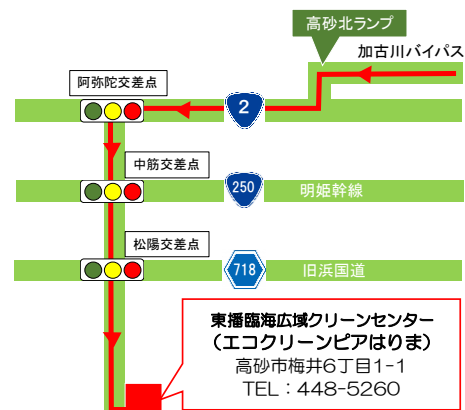 高砂北ランプ
加古川バイパス
阿弥陀交差点
2
中筋交差点
250
明姫幹線
松陽交差点
718
旧浜国道
東播臨海広域クリーンセンター
（エコクリーンピアはりま）
高砂市梅井6丁目1-1
TEL：448-5260